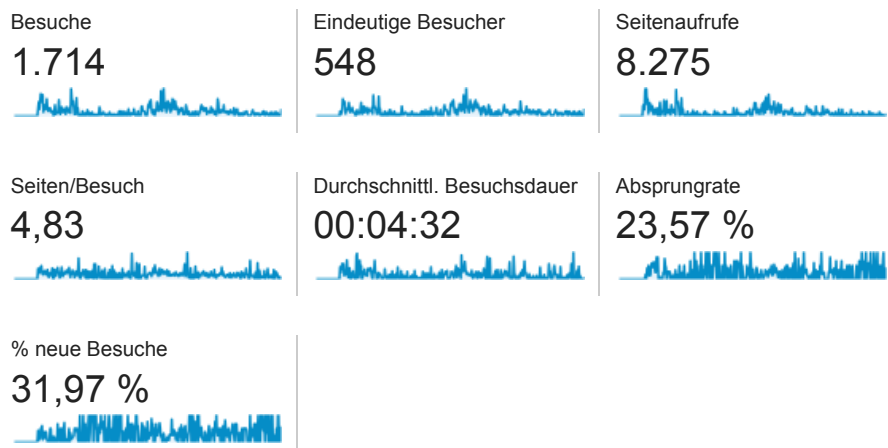 Besuche
1.714
Eindeutige Besucher
548
Seitenaufrufe
8.275
Seiten/Besuch
4,83
Durchschnittl. Besuchsdauer
00:04:32
Absprungrate
23,57 %
% neue Besuche
31,97 %